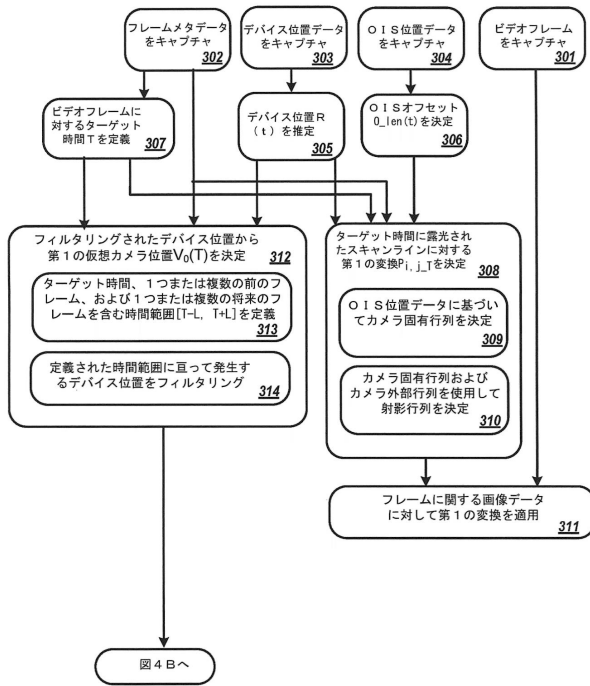 フレームメタデータ
をキャプチャ
302
デバイス位置データ
をキャプチャ
303
OIS位置データ
をキャプチャ
304
ビデオフレーム
をキャプチャ
301
ビデオフレームに
対するターゲット
時間Tを定義
307
デバイス位置R
(t)を推定
305
OISオフセット
O_len(t)を決定
306
フィルタリングされたデバイス位置から
第1の仮想カメラ位置V₀(T)を決定
312
ターゲット時間、1つまたは複数の前のフ
レーム、および1つまたは複数の将来のフ
レームを含む時間範囲[T-L, T+L]を定義
313
定義された時間範囲に亘って発生す
るデバイス位置をフィルタリング
314
ターゲット時間に露光され
たスキャンラインに対する
第1の変換Pi, j_Tを決定
308
OIS位置データに基づい
てカメラ固有行列を決定
309
カメラ固有行列および
カメラ外部行列を使用して
射影行列を決定
310
フレームに関する画像データ
に対して第1の変換を適用
311
図4Bへ